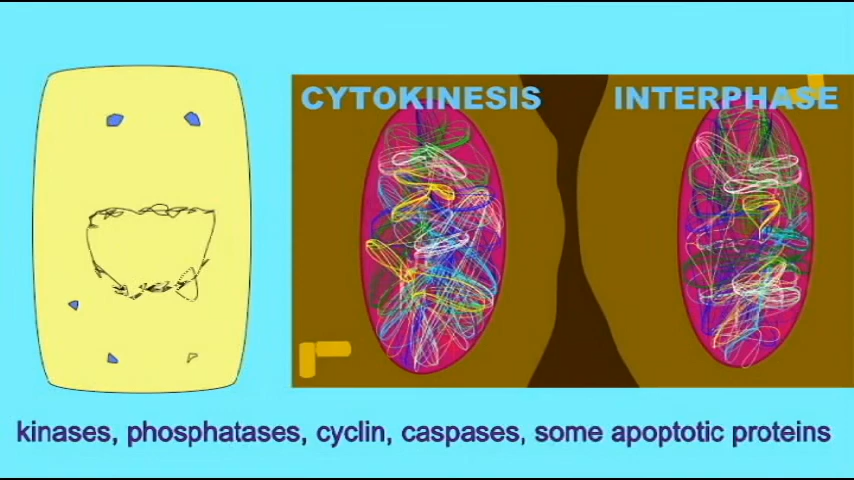 CYTOKINESIS INTERPHASE
kinases, phosphatases, cyclin, caspases, some apoptotic proteins